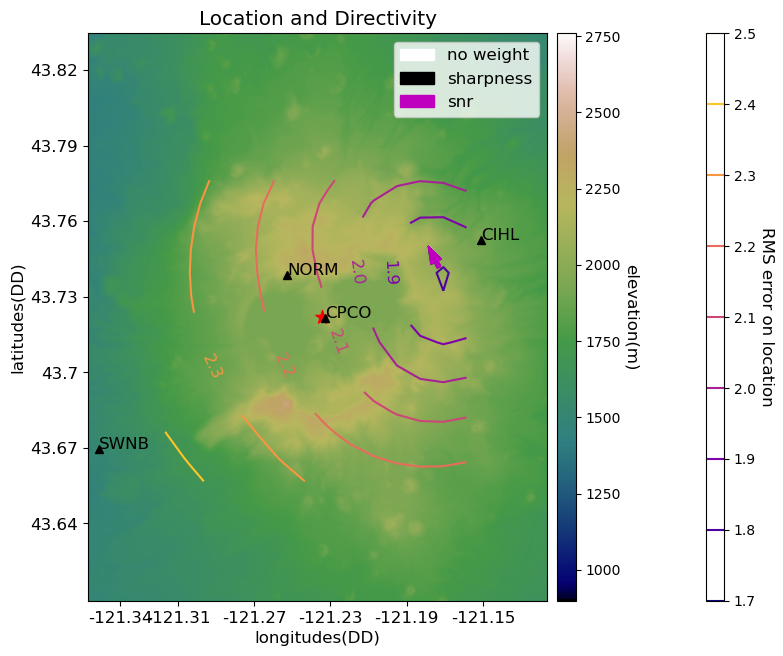 Location and Directivity
no weight
sharpness
snr
latitudes(DD)
43.82
43.79
43.76
43.73
43.7
43.67
43.64
CIHL
NORM
CPCO
SWNB
2.0
1.9
2.1
2.2
2.3
-121.34
-121.31
-121.27
-121.23
-121.19
-121.15
longitudes(DD)
2750
2500
2250
2000
1750
1500
1250
1000
elevation(m)
2.5
2.4
2.3
2.2
2.1
2.0
1.9
1.8
1.7
RMS error on location